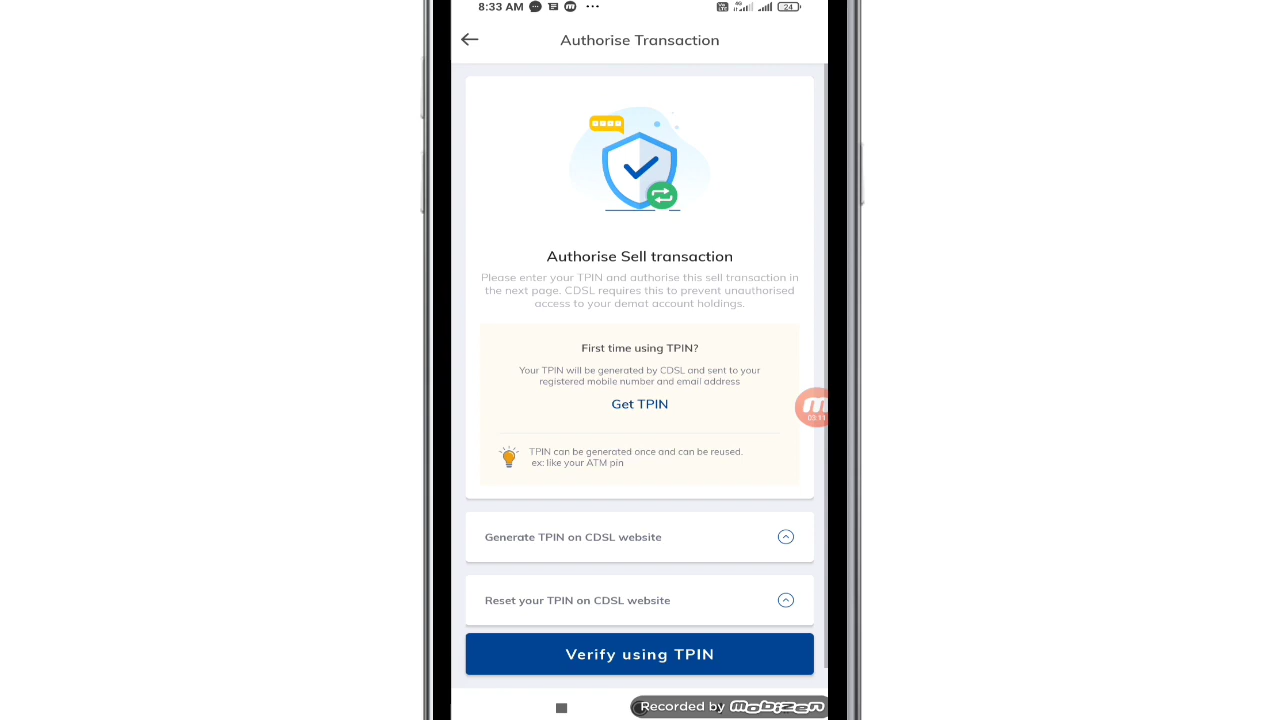 8:33 AM
24
Authorise Transaction
Authorise Sell transaction
Please enter your TPIN and authorise this sell transaction in
the next page. CDSL requires this to prevent unauthorised
access to your demat account holdings.
First time using TPIN?
Your TPIN will be generated by CDSL and sent to your
registered mobile number and email address
Get TPIN
03:11
TPIN can be generated once and can be reused.
ex: like your ATM pin
Generate TPIN on CDSL website
Reset your TPIN on CDSL website
Verify using TPIN
Recorded by mobizen